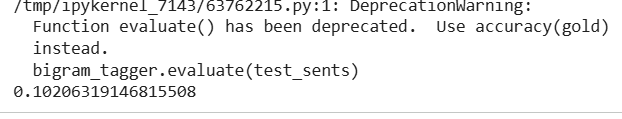 /tmp/ipykernel_7143/63762215.py:1: DeprecationWarning:
  Function evaluate() has been deprecated.  Use accuracy(gold)
  instead.
  bigram_tagger.evaluate(test_sents)
0.10206319146815508